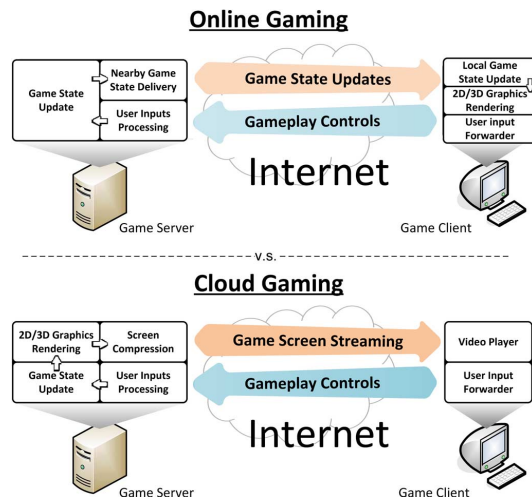 Online Gaming
Game State
Update
Nearby Game
State Delivery
User Inputs
Processing
Game State Updates
Gameplay Controls
Internet
Local Game
State Update
2D/3D Graphics
Rendering
User input
Forwarder
Game Server
Game Client
v.s.
Cloud Gaming
2D/3D Graphics
Rendering
Screen
Compression
Game State
Update
User Inputs
Processing
Game Screen Streaming
Gameplay Controls
Internet
Video Player
User Input
Forwarder
Game Server
Game Client